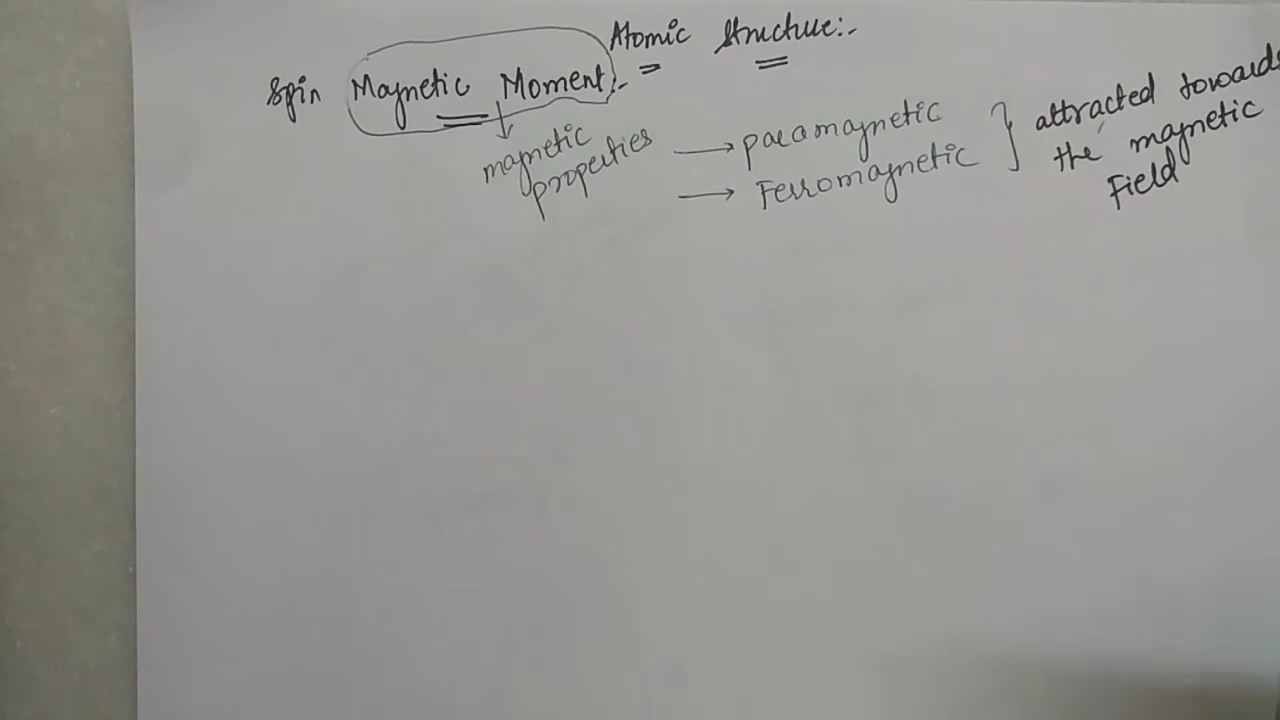 Atomic Structure:-
Spin Magnetic Moment:-
magnetic
properties
→ paramagnetic
→ Ferromagnetic
} attracted towards
the magnetic
Field